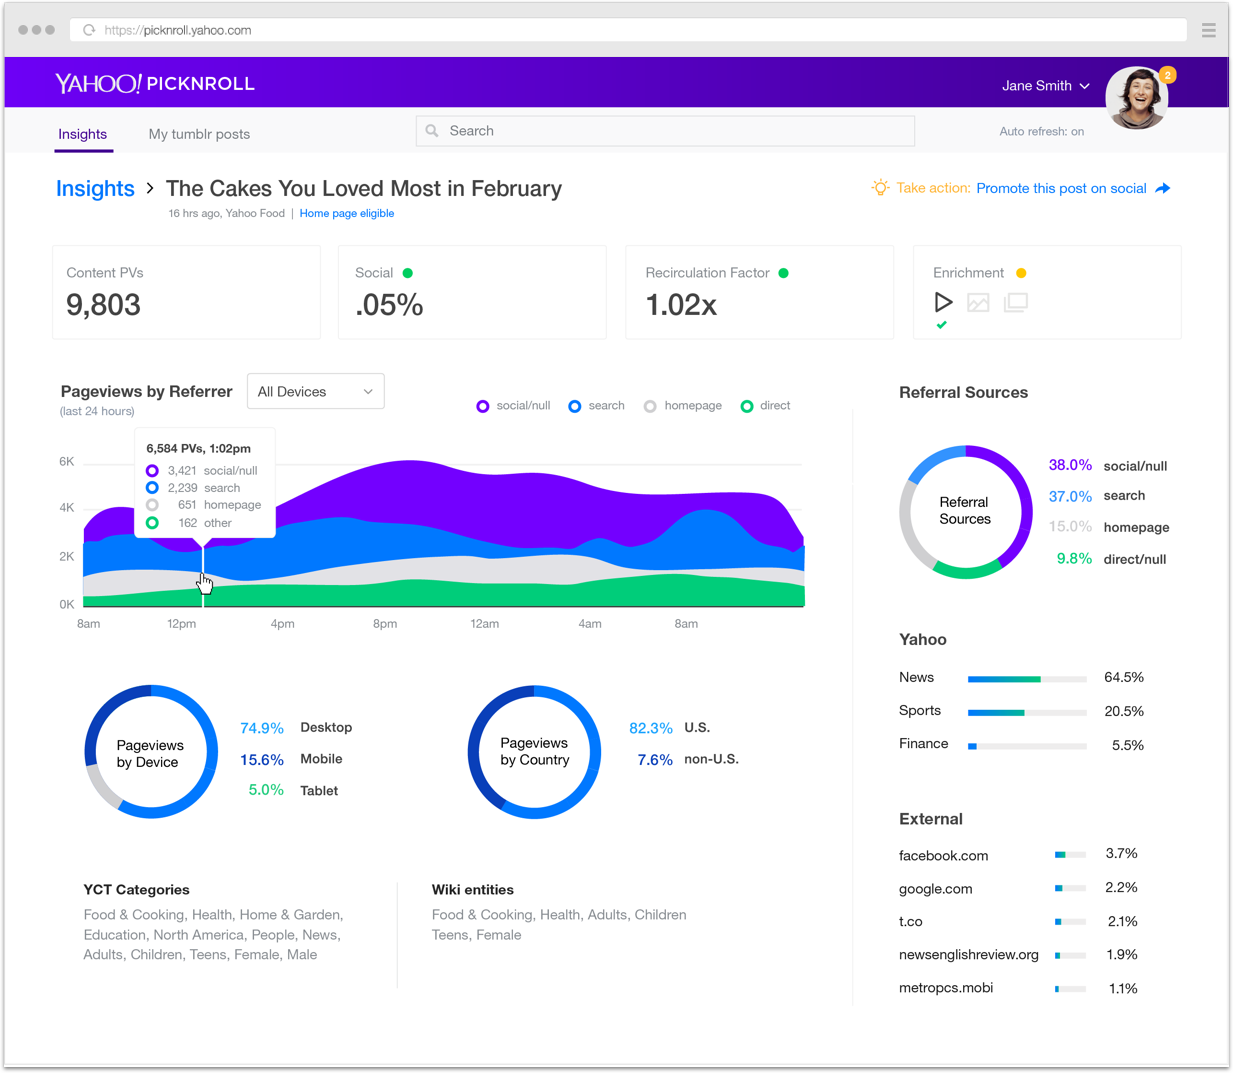 https://picknroll.yahoo.com
YAHOO! PICKNROLL
Jane Smith
2
Insights
My tumblr posts
Search
Auto refresh: on
Insights > The Cakes You Loved Most in February
16 hrs ago, Yahoo Food | Home page eligible
Take action: Promote this post on social
Content PVs
9,803
Social
.05%
Recirculation Factor
1.02x
Enrichment
Pageviews by Referrer
(last 24 hours)
All Devices
social/null
search
homepage
direct
6,584 PVs, 1:02pm
3,421 social/null
2,239 search
651 homepage
162 other
6K
4K
2K
0K
8am
12pm
4pm
8pm
12am
4am
8am
Pageviews
by Device
74.9% Desktop
15.6% Mobile
5.0% Tablet
Pageviews
by Country
82.3% U.S.
7.6% non-U.S.
YCT Categories
Food & Cooking, Health, Home & Garden,
Education, North America, People, News,
Adults, Children, Teens, Female, Male
Wiki entities
Food & Cooking, Health, Adults, Children
Teens, Female
Referral Sources
Referral
Sources
38.0% social/null
37.0% search
15.0% homepage
9.8% direct/null
Yahoo
News 64.5%
Sports 20.5%
Finance 5.5%
External
facebook.com 3.7%
google.com 2.2%
t.co 2.1%
newsenglishreview.org 1.9%
metropcs.mobi 1.1%